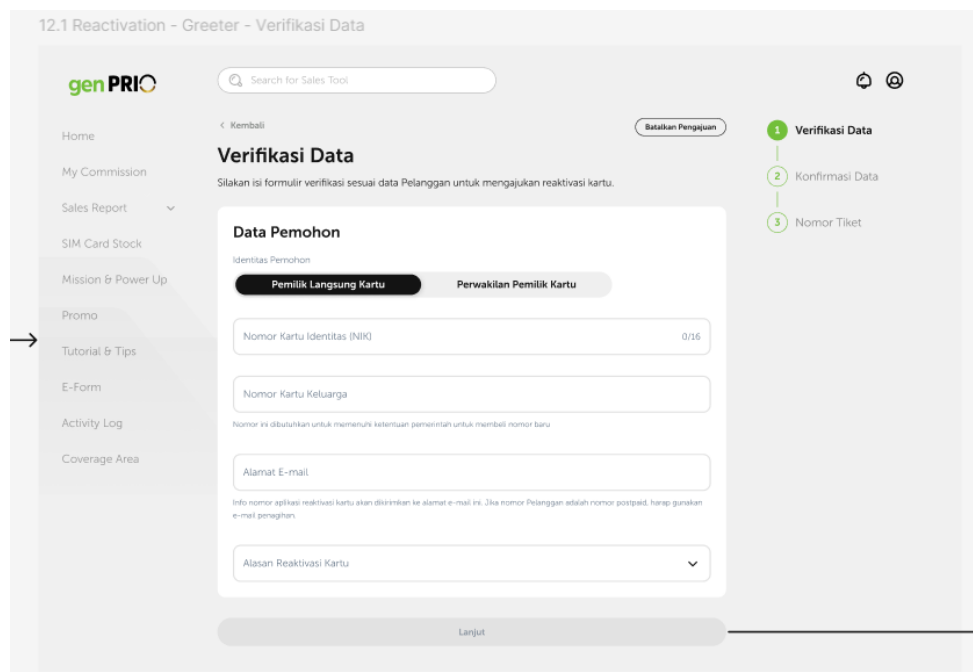 12.1 Reactivation - Greeter - Verifikasi Data
gen PRIO
Search for Sales Tool
Home
My Commission
Sales Report
SIM Card Stock
Mission & Power Up
Promo
Tutorial & Tips
E-Form
Activity Log
Coverage Area
< Kembali
Batalkan Pengajuan
Verifikasi Data
Silakan isi formulir verifikasi sesuai data Pelanggan untuk mengajukan reaktivasi kartu.
Data Pemohon
Identitas Pemohon
Pemilik Langsung Kartu
Perwakilan Pemilik Kartu
Nomor Kartu Identitas (NIK)
0/16
Nomor Kartu Keluarga
Nomor ini dibutuhkan untuk memenuhi ketentuan pemerintah untuk membeli nomor baru
Alamat E-mail
Info nomor aplikasi reaktivasi kartu akan dikirimkan ke alamat e-mail ini. Jika nomor Pelanggan adalah nomor postpaid, harap gunakan
e-mail penagihan.
Alasan Reaktivasi Kartu
Lanjut
1 Verifikasi Data
2 Konfirmasi Data
3 Nomor Tiket